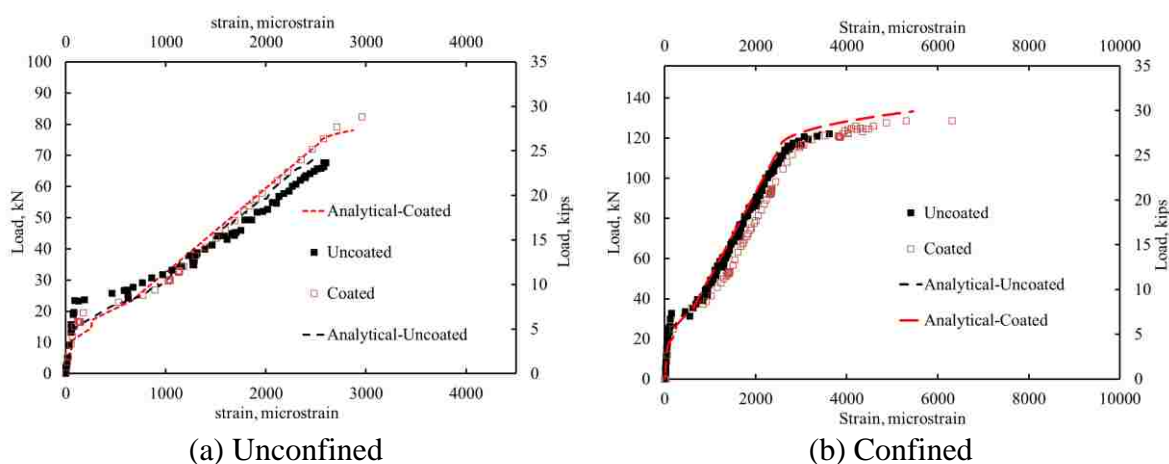 strain, microstrain
0 1000 2000 3000 4000
100
90
80
70
60
50
40
30
20
10
0
Load, kN
35
30
25
20
15
10
5
0
Load, kips
Analytical-Coated
Uncoated
Coated
Analytical-Uncoated
0 1000 2000 3000 4000
strain, microstrain
(a) Unconfined
Strain, microstrain
0 2000 4000 6000 8000 10000
140
120
100
80
60
40
20
0
Load, kN
35
30
25
20
15
10
5
0
Load, kips
Uncoated
Coated
Analytical-Uncoated
Analytical-Coated
0 2000 4000 6000 8000 10000
Strain, microstrain
(b) Confined